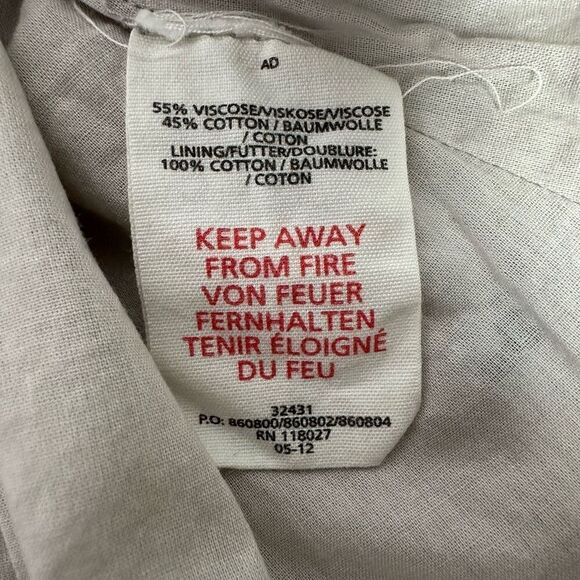 AD
55% VISCOSE/VISKOSE/VISCOSE
45% COTTON / BAUMWOLLE
/ COTON
LINING/FUTTER/DOUBLURE:
100% COTTON / BAUMWOLLE
/ COTON
KEEP AWAY
FROM FIRE
VON FEUER
FERNHALTEN
TENIR ÉLOIGNÉ
DU FEU
32431
P.O: 860800/860802/860804
RN 118027
05-12